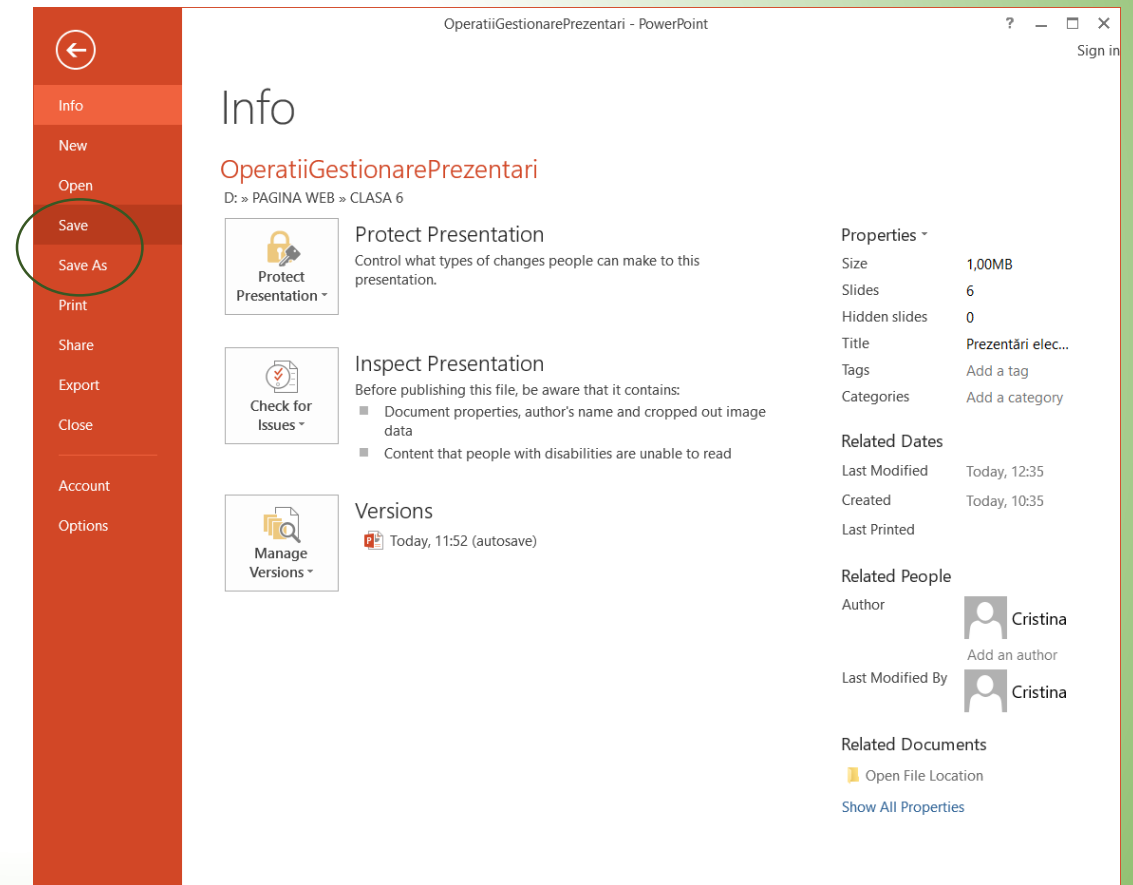 OperatiiGestionarePrezentari - PowerPoint
?
Sign in
Info
New
Open
Save
Save As
Print
Share
Export
Close
Account
Options
Info
OperatiiGestionarePrezentari
D: » PAGINA WEB » CLASA 6
Protect
Presentation
Protect Presentation
Control what types of changes people can make to this
presentation.
Check for
Issues
Inspect Presentation
Before publishing this file, be aware that it contains:
Document properties, author's name and cropped out image
data
Content that people with disabilities are unable to read
Manage
Versions
Versions
Today, 11:52 (autosave)
Properties
Size 1,00MB
Slides 6
Hidden slides 0
Title Prezentări elec...
Tags Add a tag
Categories Add a category
Related Dates
Last Modified Today, 12:35
Created Today, 10:35
Last Printed
Related People
Author Cristina
Add an author
Last Modified By Cristina
Related Documents
Open File Location
Show All Properties